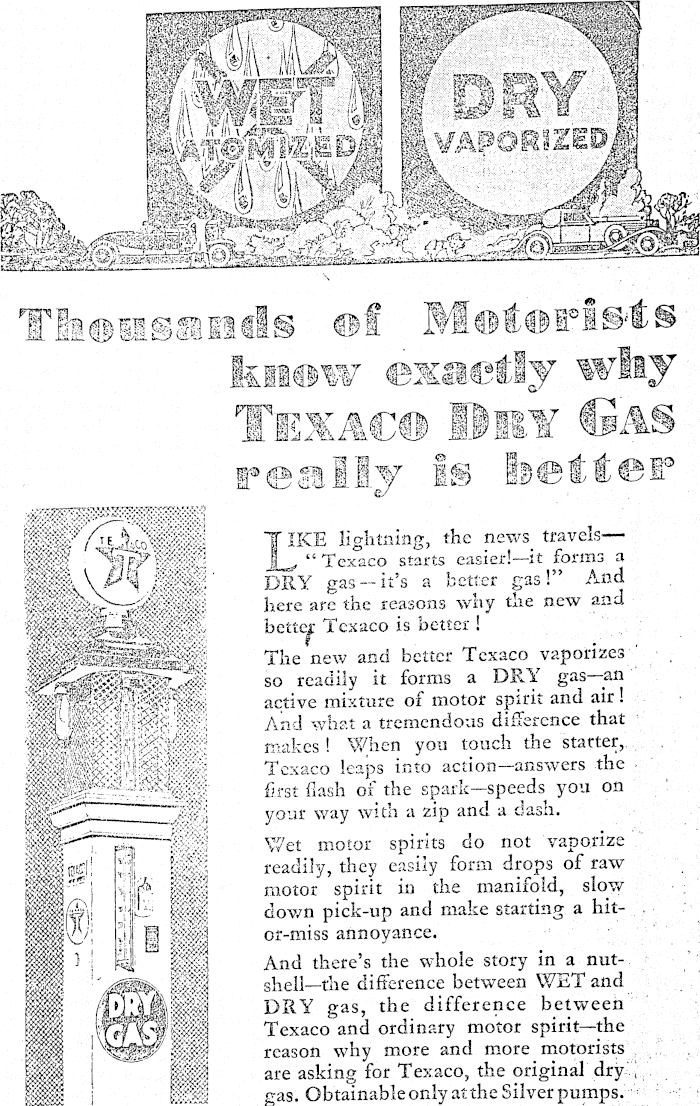 WET
ATOMIZED
DRY
VAPORIZED
Thousands of Motorists
know exactly why
TEXACO DRY GAS
really is better
TEXACO
T
DRY
GAS
LIKE lightning, the news travels—
“Texaco starts easier!—it forms a
DRY gas—it's a better gas!” And
here are the reasons why the new and
better Texaco is better!
The new and better Texaco vaporizes
so readily it forms a DRY gas—an
active mixture of motor spirit and air!
And what a tremendous difference that
makes! When you touch the starter,
Texaco leaps into action—answers the
first flash of the spark—speeds you on
your way with a zip and a dash.
Wet motor spirits do not vaporize
readily, they easily form drops of raw
motor spirit in the manifold, slow
down pick-up and make starting a hit-
or-miss annoyance.
And there's the whole story in a nut-
shell—the difference between WET and
DRY gas, the difference between
Texaco and ordinary motor spirit—the
reason why more and more motorists
are asking for Texaco, the original dry
gas. Obtainable only at the Silver pumps.